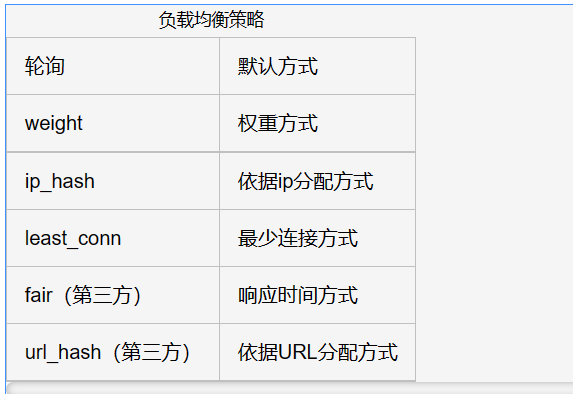 负载均衡策略
轮询 默认方式
weight 权重方式
ip_hash 依据ip分配方式
least_conn 最少连接方式
fair（第三方） 响应时间方式
url_hash（第三方） 依据URL分配方式